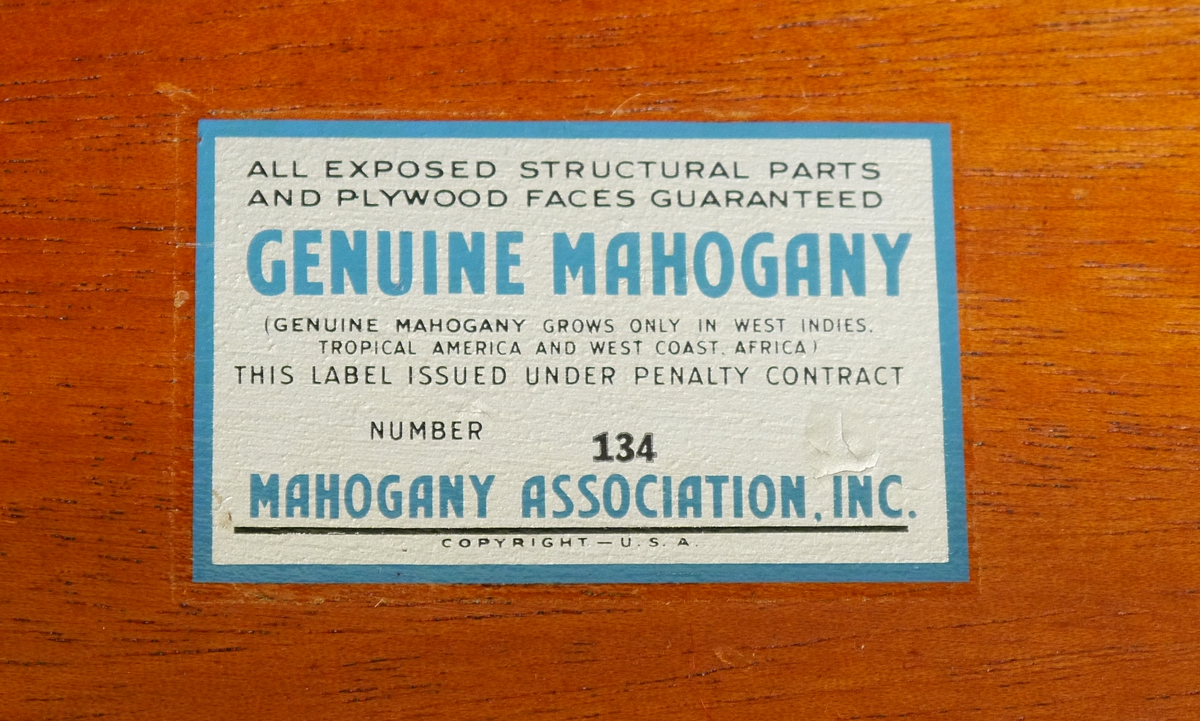 ALL EXPOSED STRUCTURAL PARTS
AND PLYWOOD FACES GUARANTEED
GENUINE MAHOGANY
(GENUINE MAHOGANY GROWS ONLY IN WEST INDIES,
TROPICAL AMERICA AND WEST COAST, AFRICA)
THIS LABEL ISSUED UNDER PENALTY CONTRACT
NUMBER 134
MAHOGANY ASSOCIATION, INC.
COPYRIGHT — U. S. A.